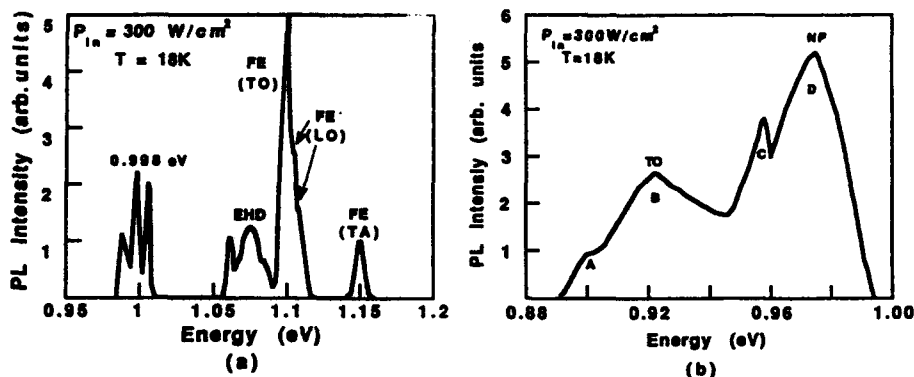 5
4
3
2
1
PL Intensity (arb. units)
P_in = 300 W/cm²
T = 18K
FE
(TO)
FE
(LO)
0.998 eV
EHD
FE
(TA)
0.95
1
1.05
1.1
1.15
1.2
Energy (eV)
(a)
6
5
4
3
2
1
0
PL Intensiy (arb. units)
P_in=300W/cm²
T=18K
NP
D
C
TO
B
A
0.88
0.92
0.96
1.00
Energy (eV)
(b)